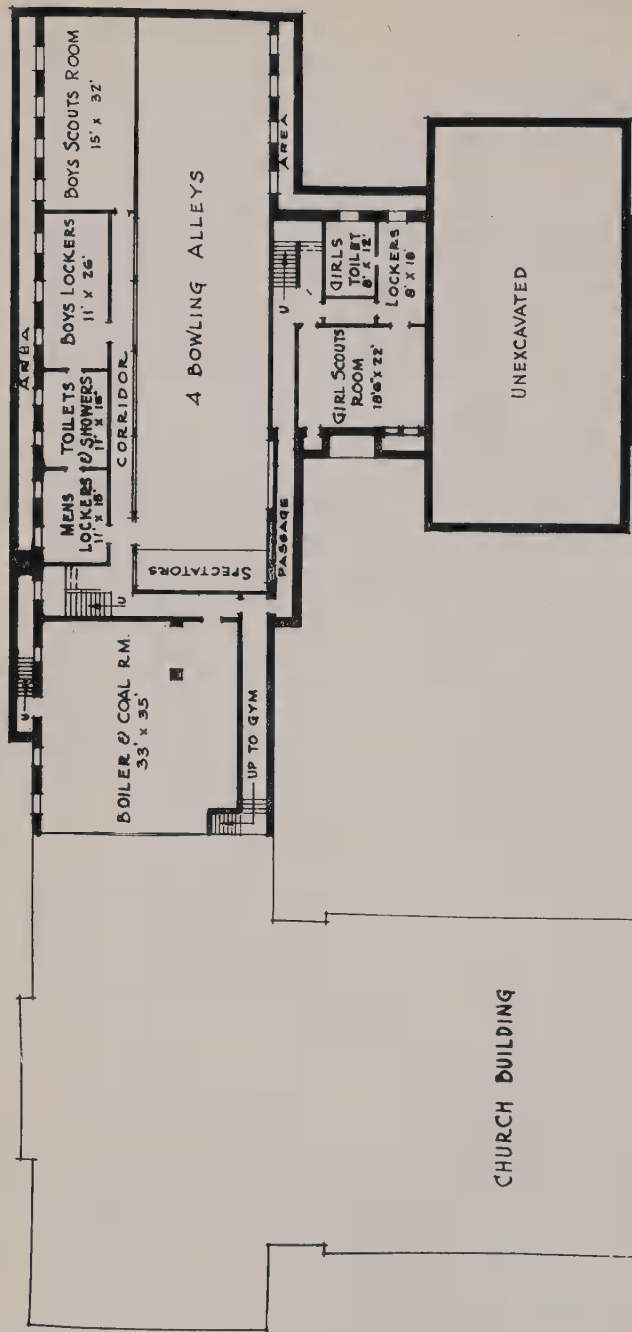 AREA
BOYS SCOUTS ROOM
15' X 32'
BOYS LOCKERS
11' X 26'
TOILETS
& SHOWERS
11' X 16'
MENS
LOCKERS
11' X 18'
CORRIDOR
4 BOWLING ALLEYS
SPECTATORS
AREA
PASSAGE
U
U
U
GIRLS
TOILET
8' X 12'
LOCKERS
8' X 18'
GIRL SCOUTS
ROOM
18'6" X 22'
UNEXCAVATED
BOILER & COAL RM.
33' X 35'
UP TO GYM
CHURCH BUILDING